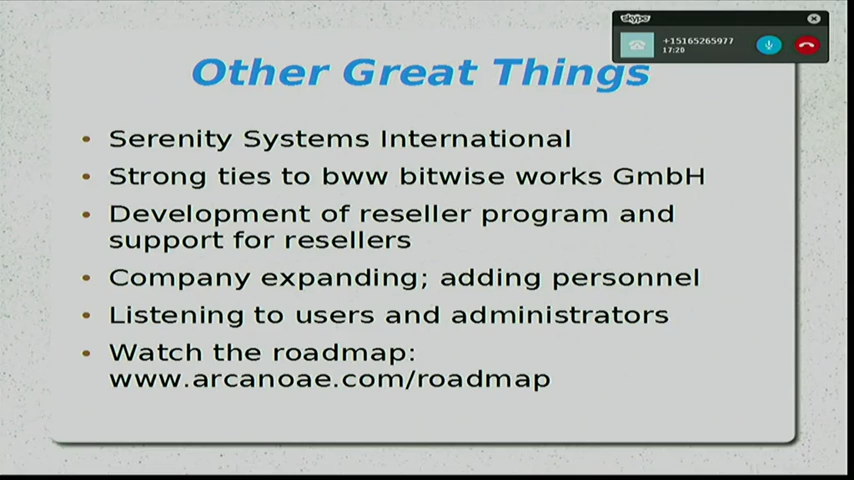 skype
+15165265977
17:20
Other Great Things
• Serenity Systems International
• Strong ties to bww bitwise works GmbH
• Development of reseller program and
support for resellers
• Company expanding; adding personnel
• Listening to users and administrators
• Watch the roadmap:
www.arcanoae.com/roadmap